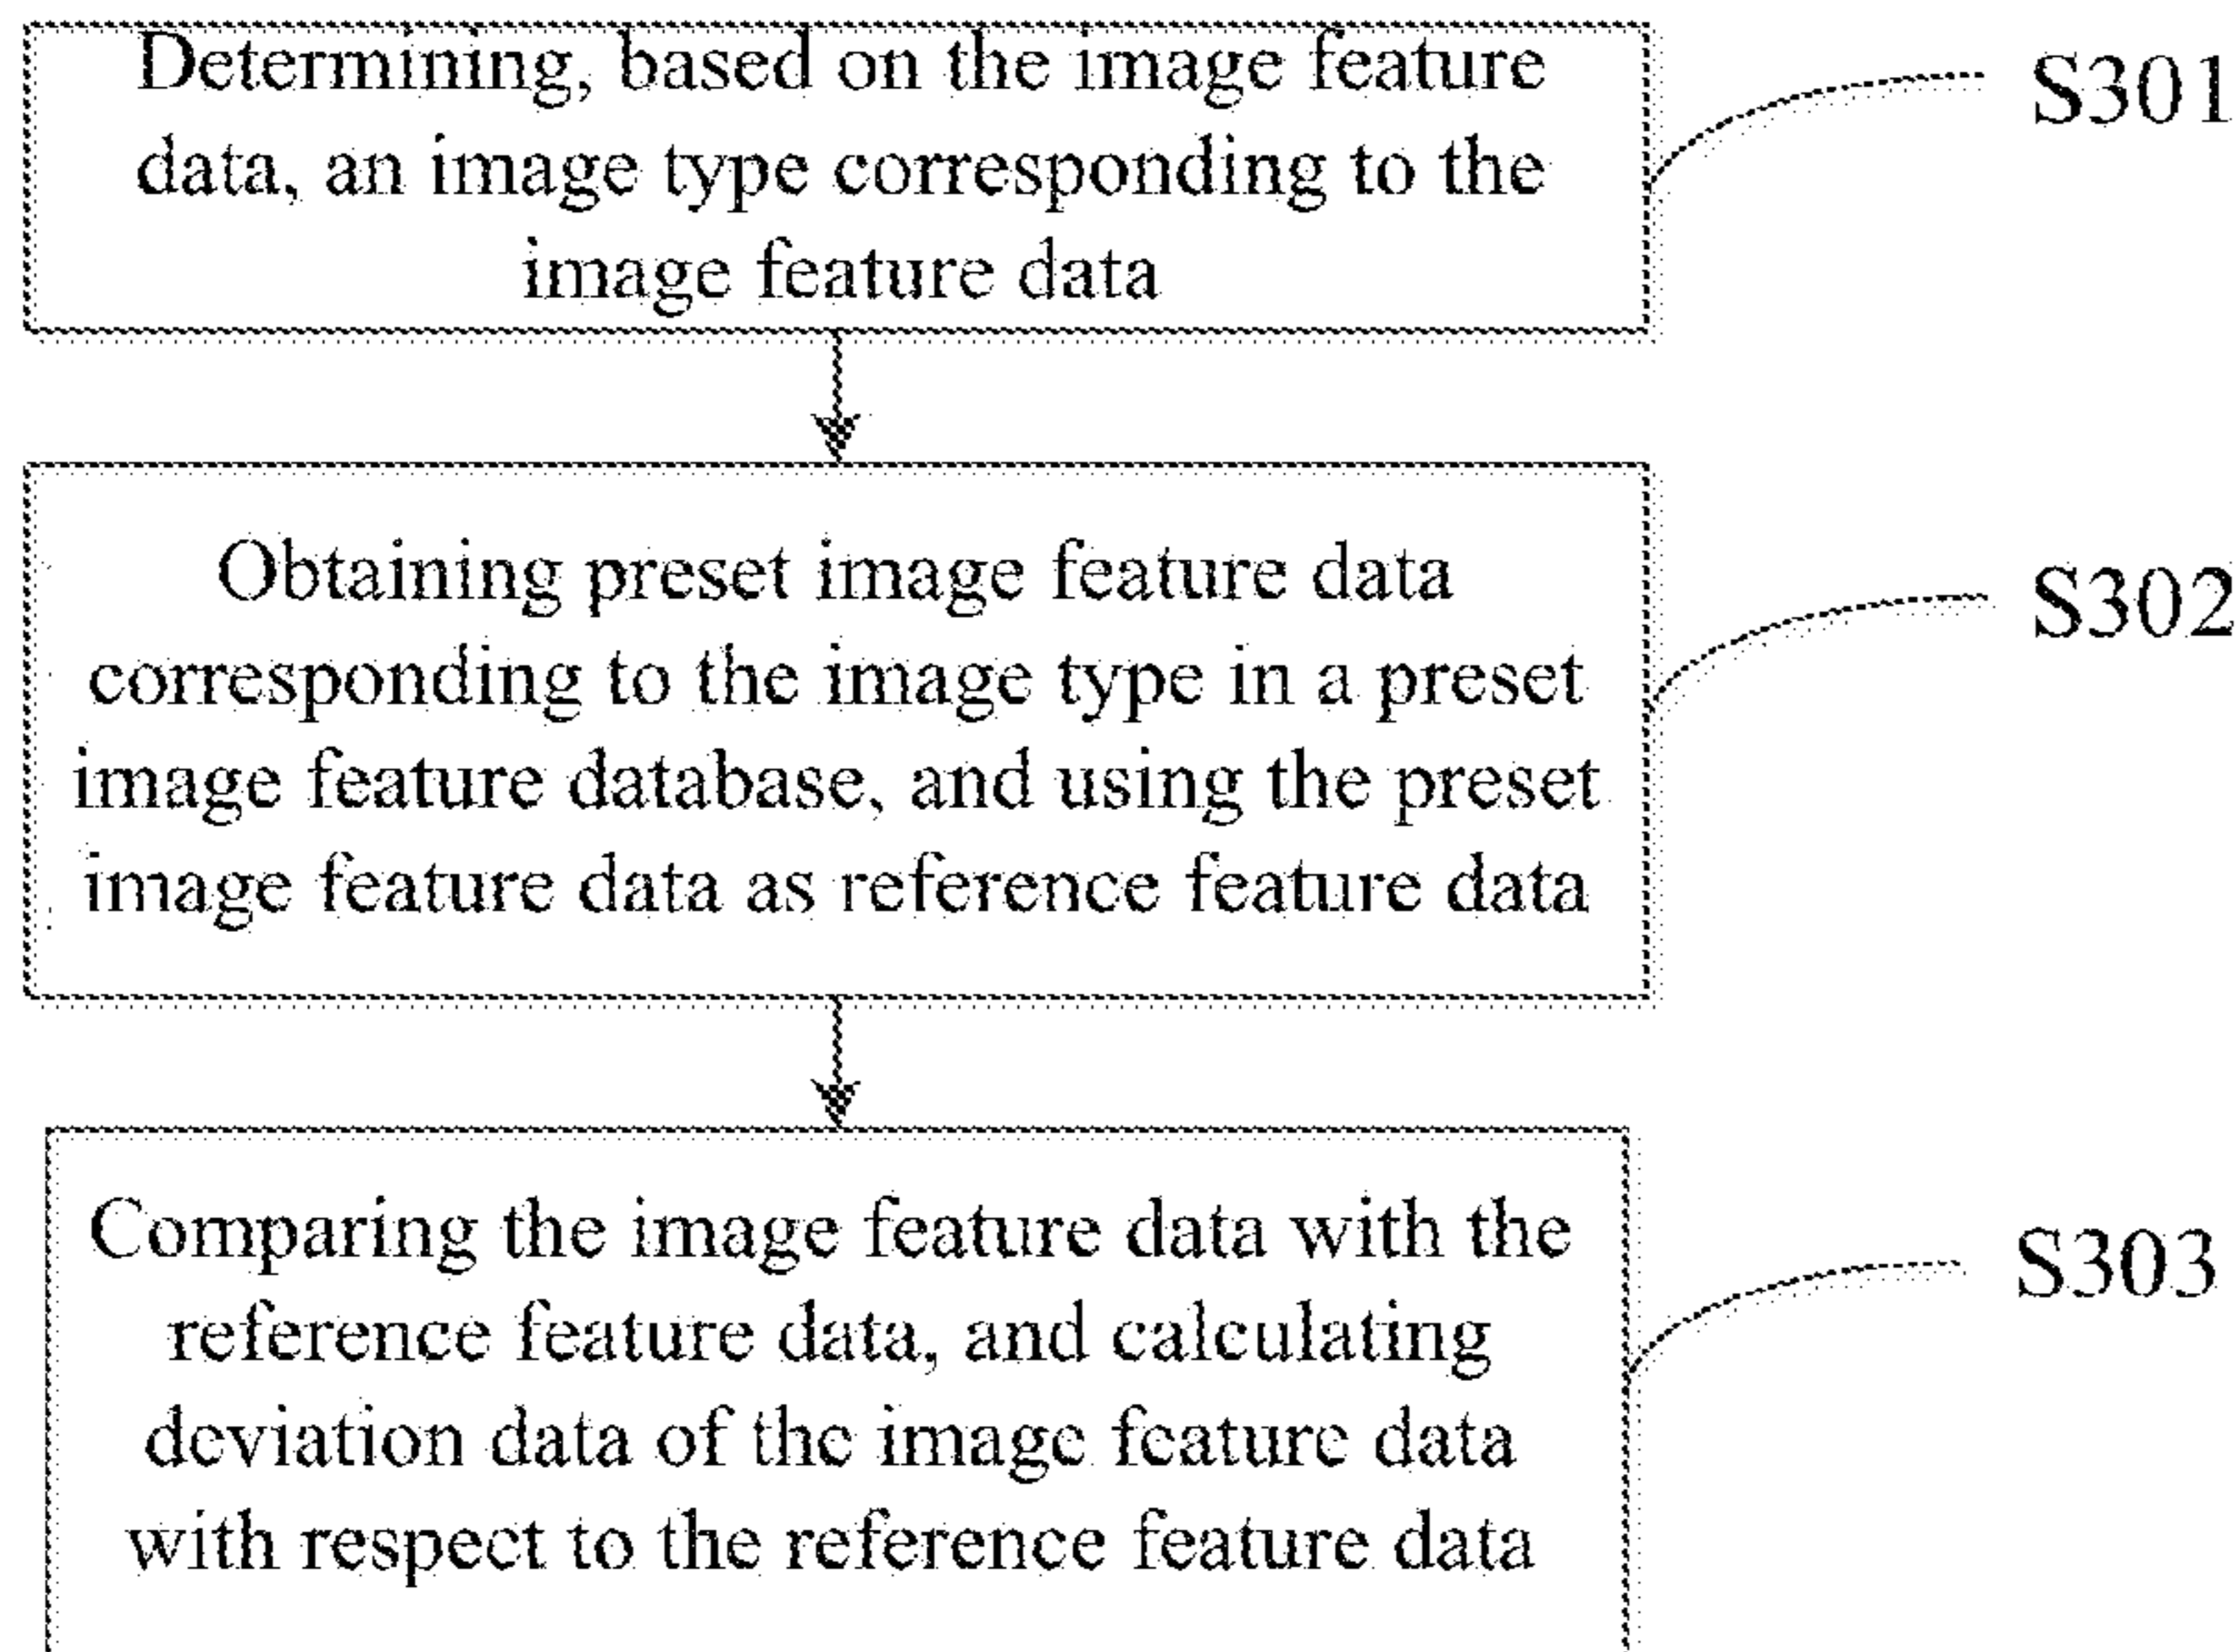 Determining, based on the image feature
data, an image type corresponding to the
image feature data
S301
Obtaining preset image feature data
corresponding to the image type in a preset
image feature database, and using the preset
image feature data as reference feature data
S302
Comparing the image feature data with the
reference feature data, and calculating
deviation data of the image feature data
with respect to the reference feature data
S303